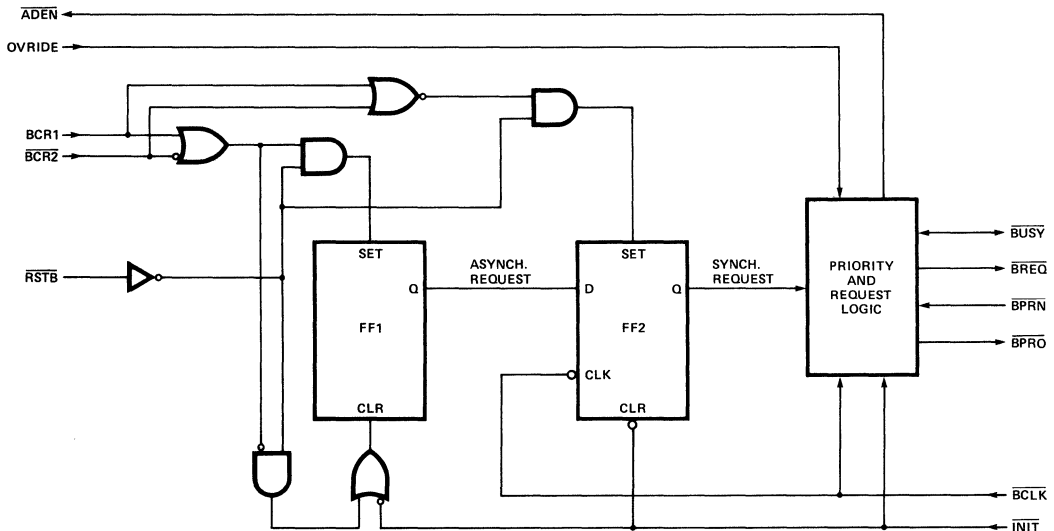 ADEN
OVRIDE
BCR1
BCR2
RSTB
SET
Q
FF1
CLR
ASYNCH.
REQUEST
SET
D
Q
FF2
CLK
CLR
SYNCH.
REQUEST
PRIORITY
AND
REQUEST
LOGIC
BUSY
BREQ
BPRN
BPRO
BCLK
INIT